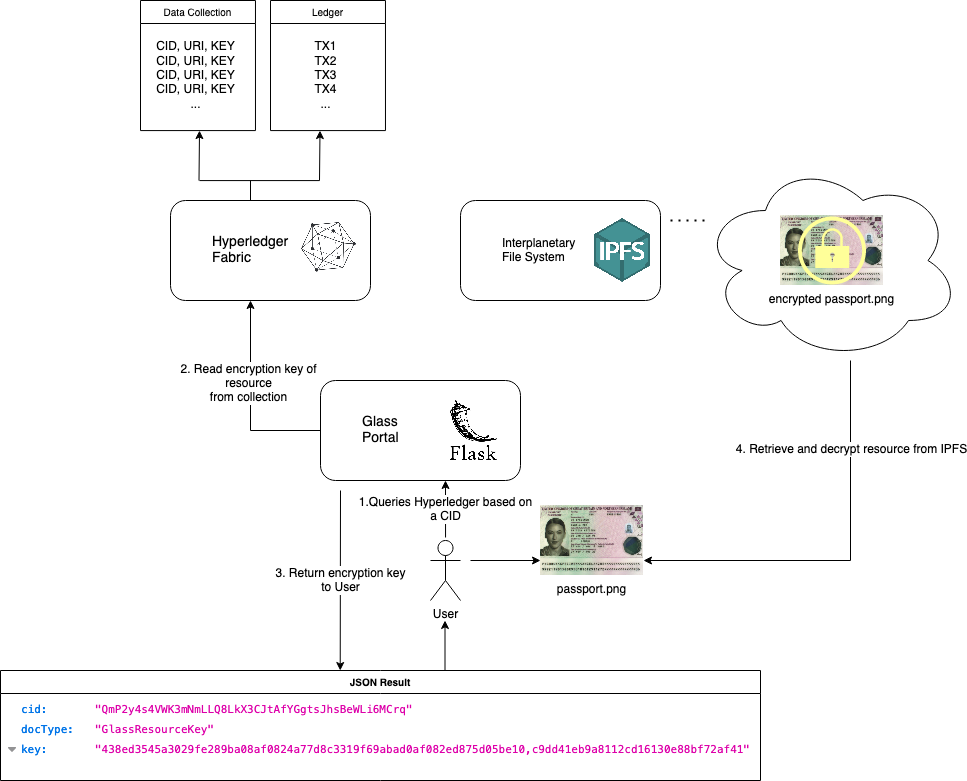 Data Collection
CID, URI, KEY
CID, URI, KEY
CID, URI, KEY
CID, URI, KEY
...
Ledger
TX1
TX2
TX3
TX4
...
Hyperledger
Fabric
Interplanetary
File System
IPFS
.....
encrypted passport.png
2. Read encryption key of
resource
from collection
Glass
Portal
Flask
4. Retrieve and decrypt resource from IPFS
1.Queries Hyperledger based on
a CID
3. Return encryption key
to User
User
passport.png
JSON Result
cid: "QmP2y4s4VWK3mNmLLQ8LkX3CJtAfYGgtsJhsBeWLi6MCrq"
docType: "GlassResourceKey"
key: "438ed3545a3029fe289ba08af0824a77d8c3319f69abad0af082ed875d05be10,c9dd41eb9a8112cd16130e88bf72af41"